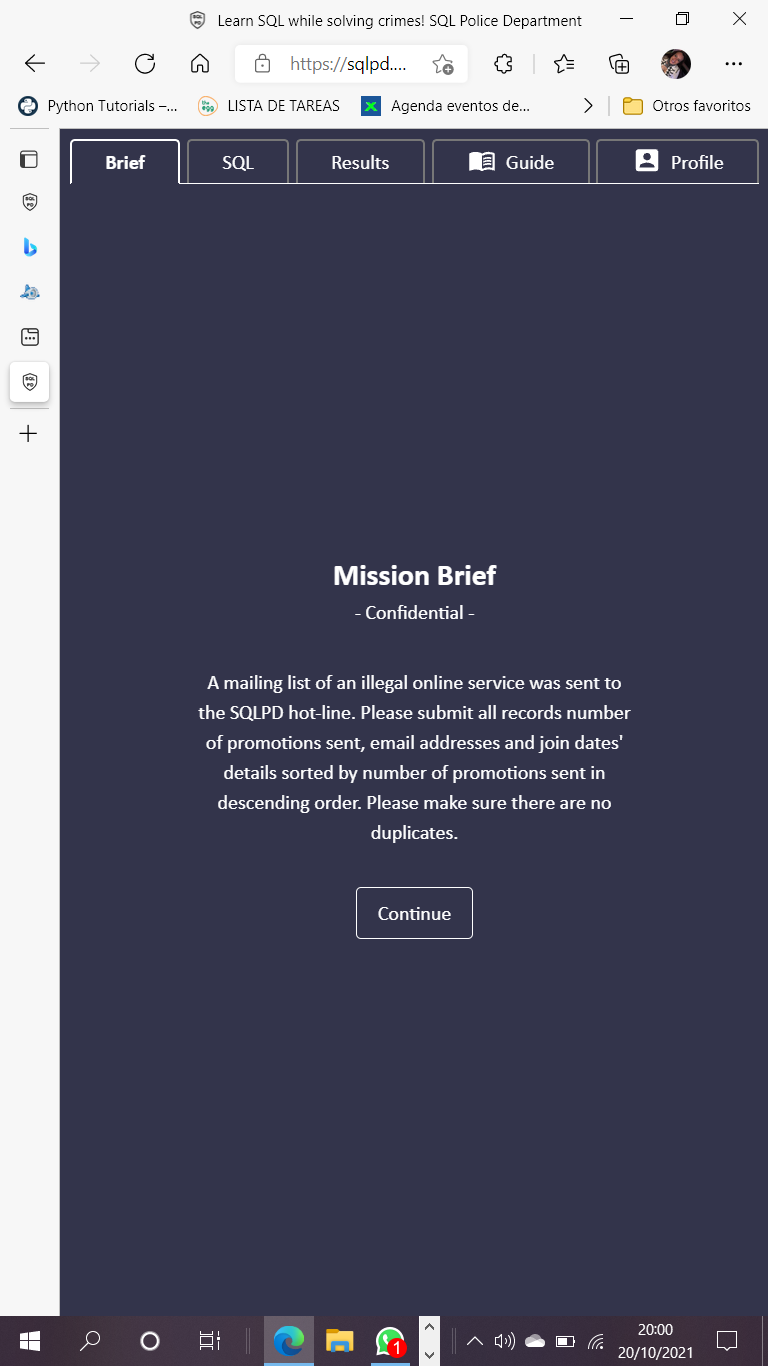 Learn SQL while solving crimes! SQL Police Department
https://sqlpd....
Python Tutorials –...
LISTA DE TAREAS
Agenda eventos de...
Otros favoritos
Brief
SQL
Results
Guide
Profile
Mission Brief
- Confidential -
A mailing list of an illegal online service was sent to
the SQLPD hot-line. Please submit all records number
of promotions sent, email addresses and join dates'
details sorted by number of promotions sent in
descending order. Please make sure there are no
duplicates.
Continue
1
20:00
20/10/2021